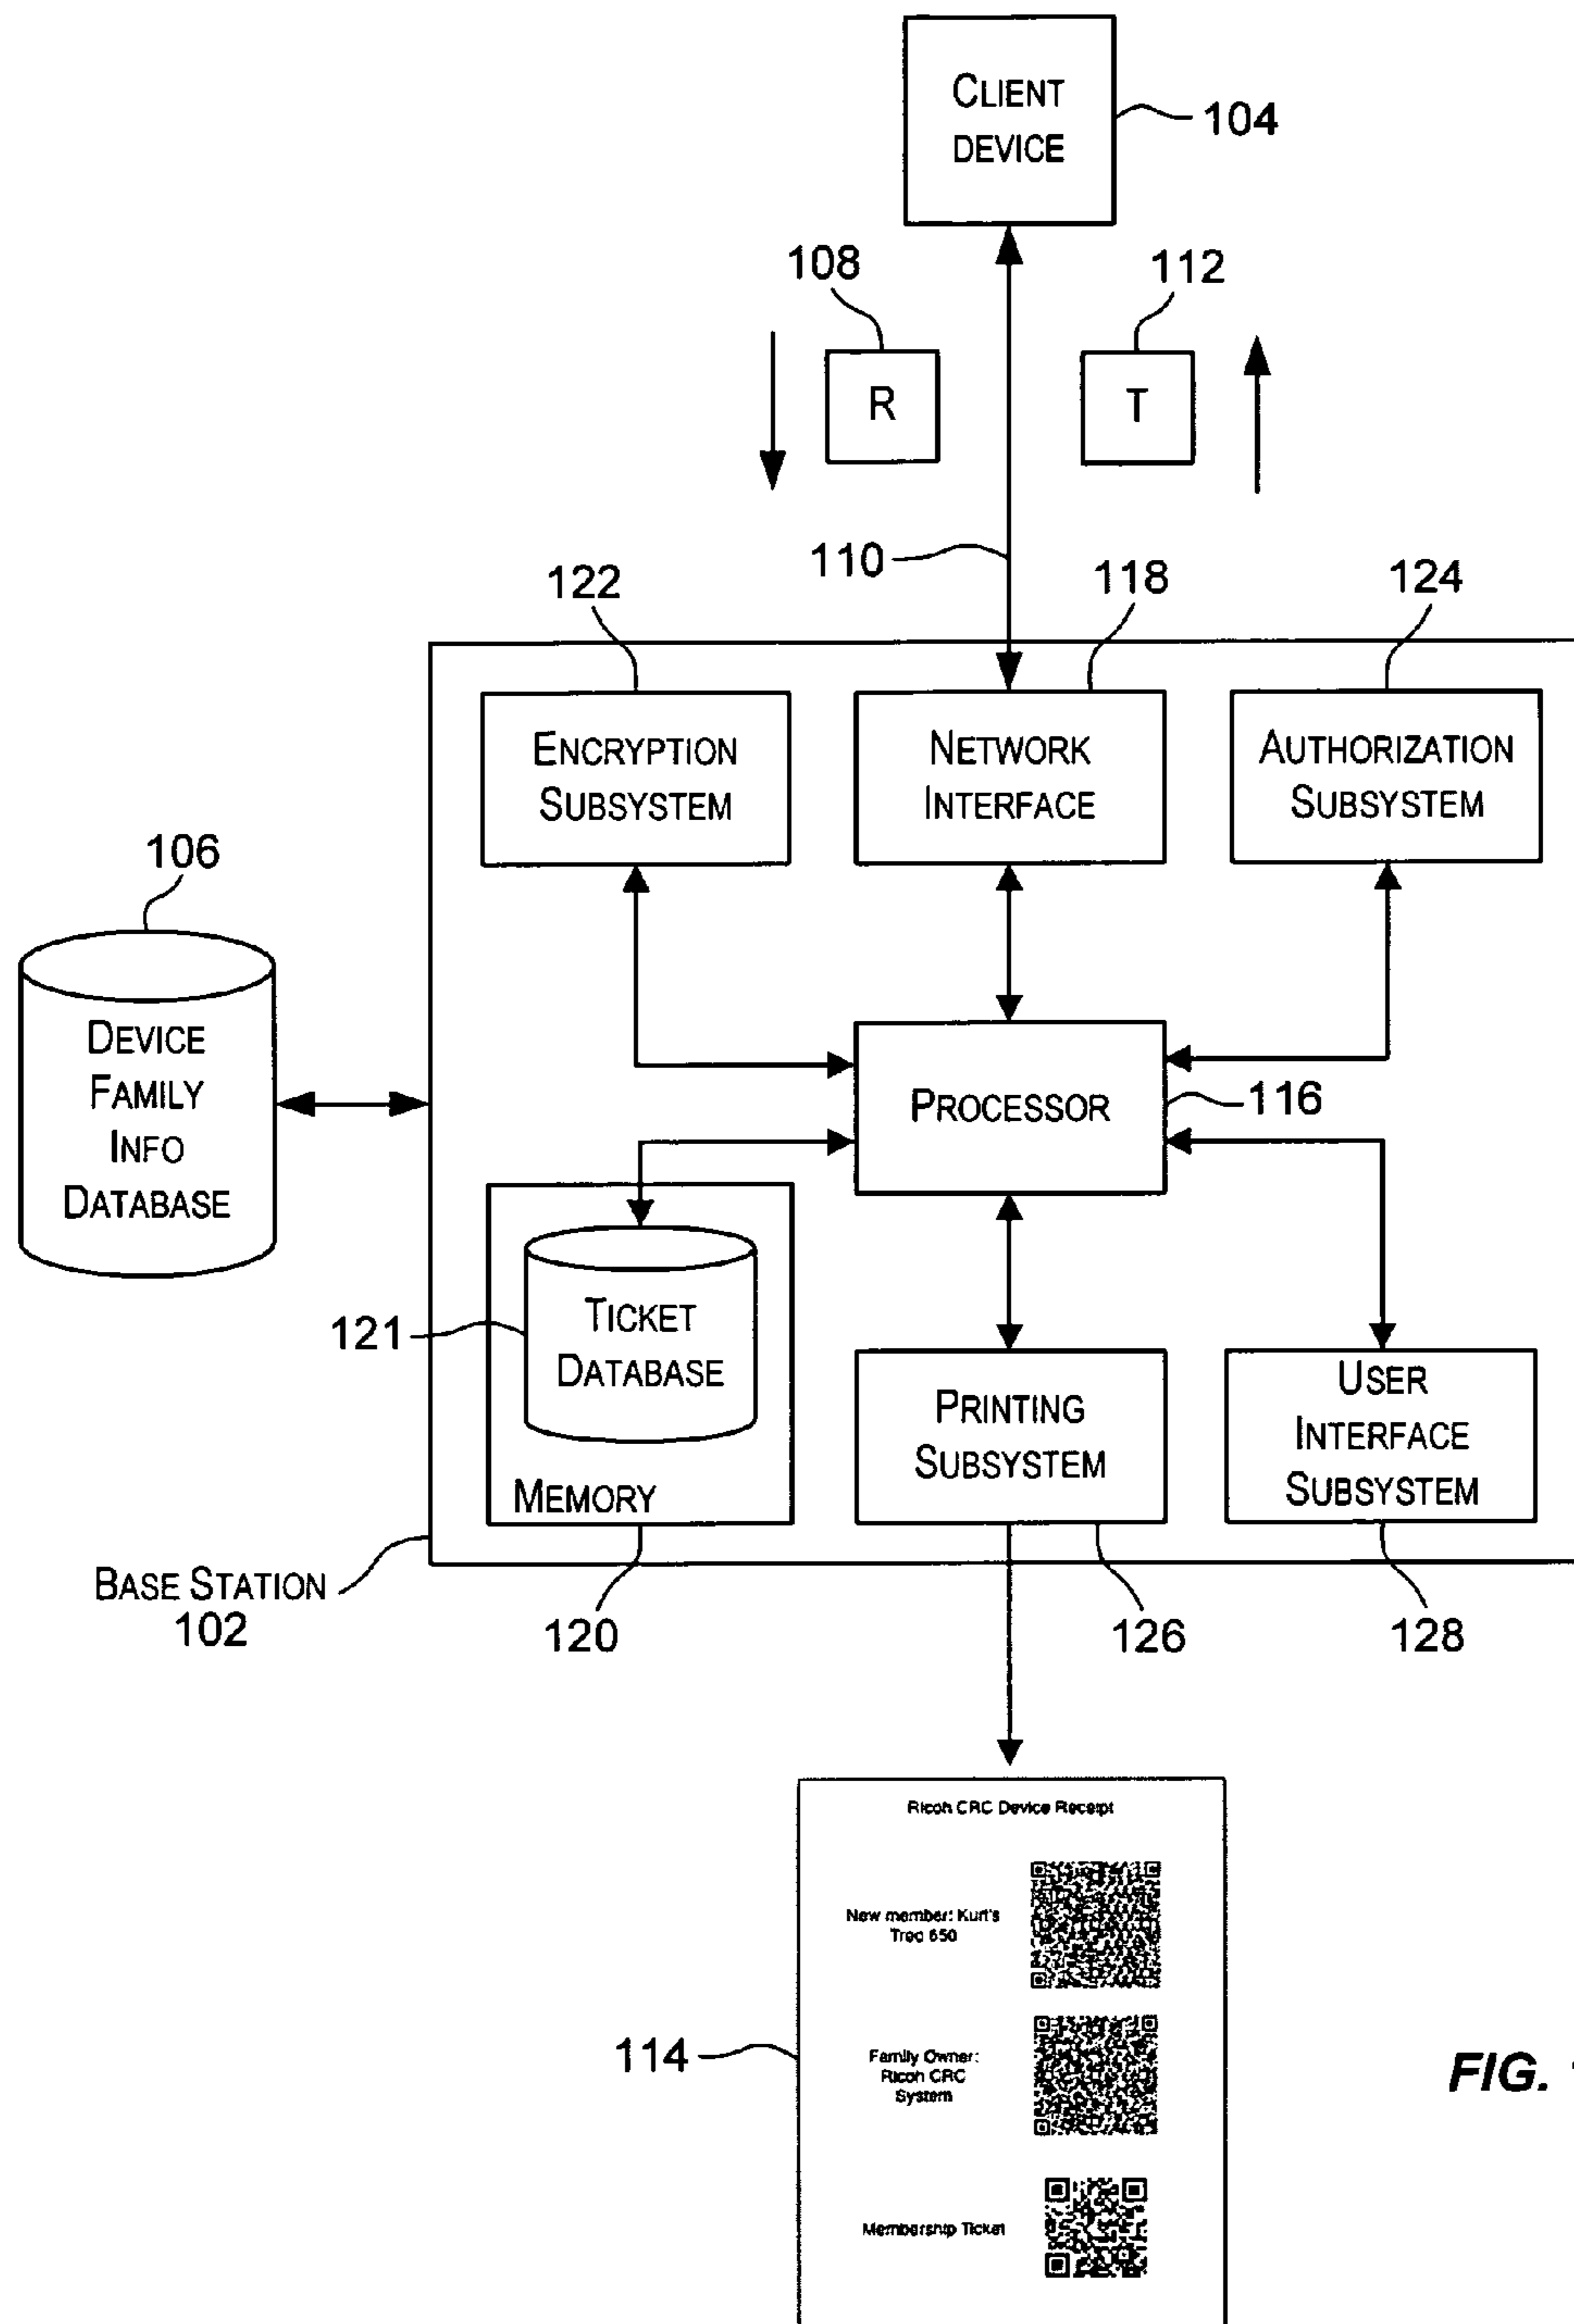 CLIENT
DEVICE
104
108
112
R
T
110
122
118
124
ENCRYPTION
SUBSYSTEM
NETWORK
INTERFACE
AUTHORIZATION
SUBSYSTEM
106
DEVICE
FAMILY
INFO
DATABASE
PROCESSOR
116
121
TICKET
DATABASE
MEMORY
PRINTING
SUBSYSTEM
USER
INTERFACE
SUBSYSTEM
BASE STATION
102
120
126
128
Ricoh CRC Device Receipt
New member: Kurt's
Treo 650
114
Family Owner:
Ricoh CRC
System
Membership Ticket
FIG.